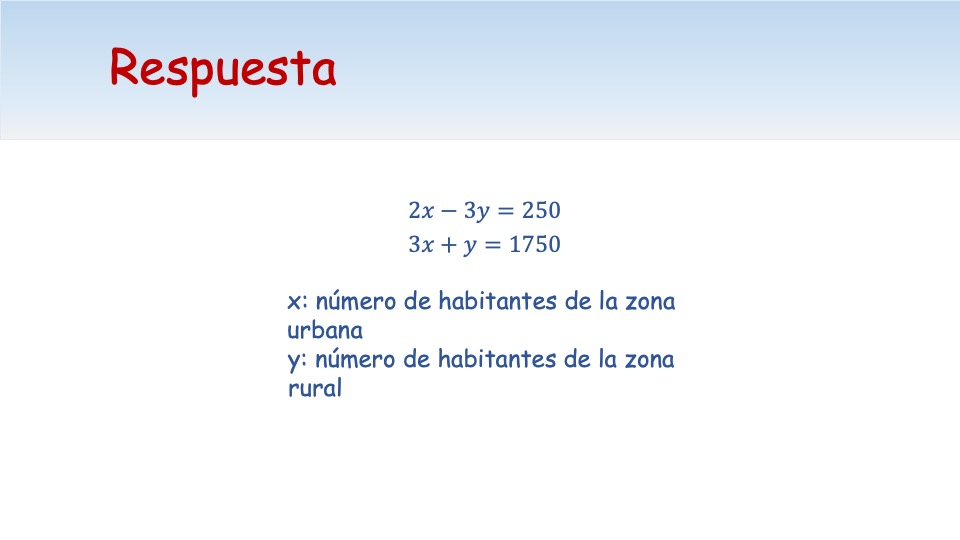 Respuesta
2𝑥 − 3𝑦 = 250
3𝑥 + 𝑦 = 1750
x: número de habitantes de la zona
urbana
y: número de habitantes de la zona
rural